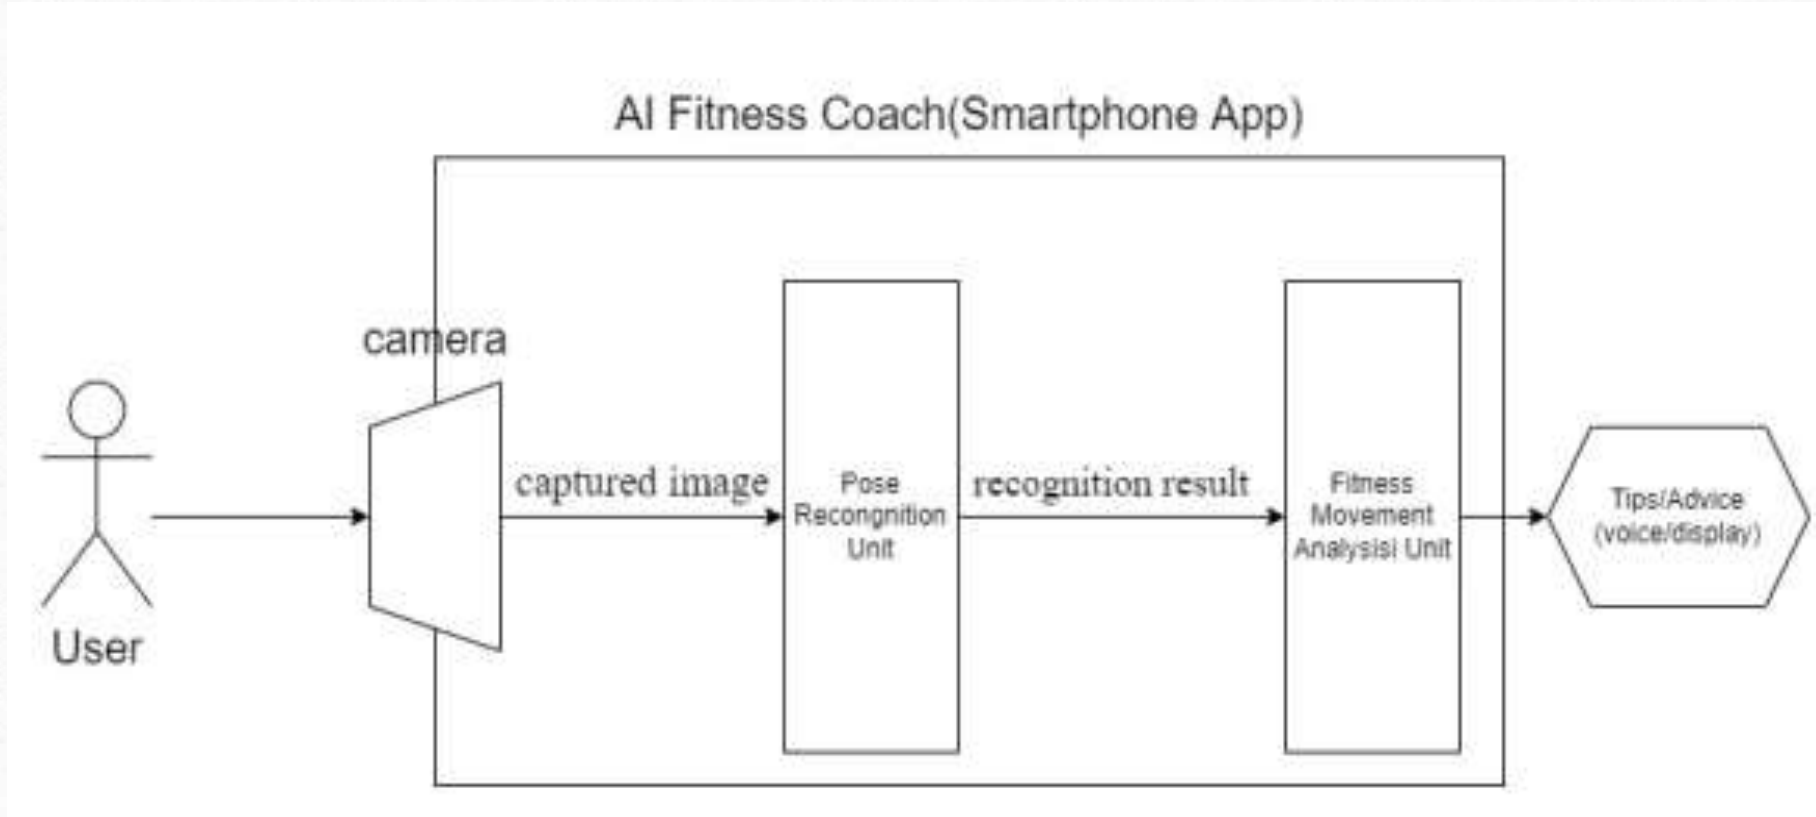 AI Fitness Coach(Smartphone App)
camera
User
captured image
Pose
Recongnition
Unit
recognition result
Fitness
Movement
Analysisi Unit
Tips/Advice
(voice/display)